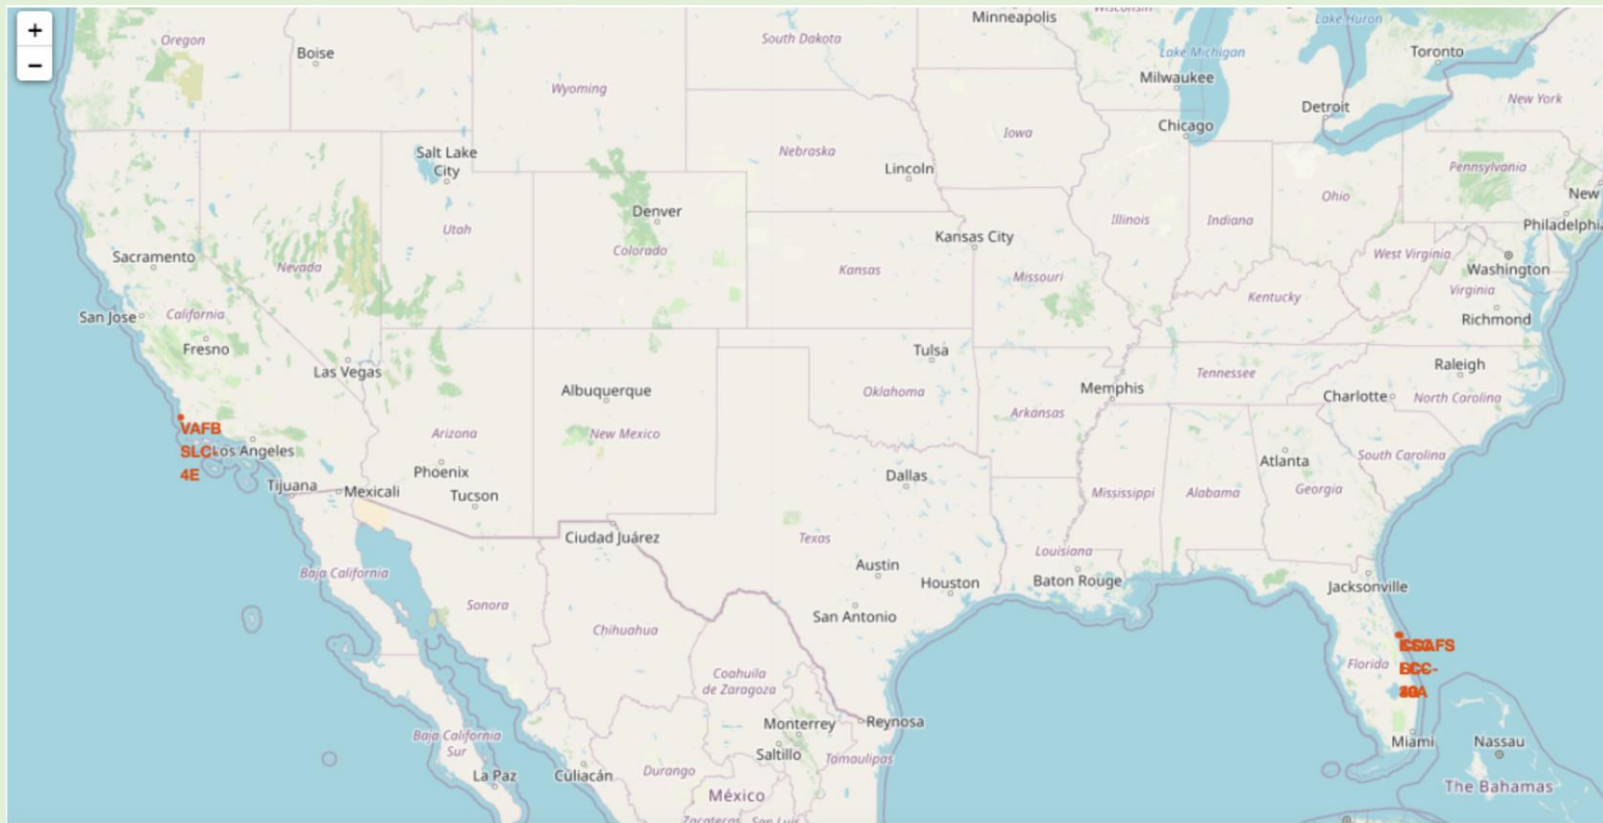 +
−
Minneapolis
Wisconsin
Lake Huron
Oregon
Boise
South Dakota
Lake Michigan
Toronto
Milwaukee
Wyoming
Detroit
New York
Chicago
Iowa
Salt Lake
City
Nebraska
Lincoln
Pennsylvania
New
Ohio
Denver
Illinois
Indiana
Philadelphia
Utah
Kansas City
Colorado
Sacramento
Nevada
Kansas
Missouri
West Virginia
Washington
Virginia
Kentucky
San Jose
California
Richmond
Fresno
Tulsa
Las Vegas
Raleigh
Tennessee
Albuquerque
Oklahoma
Memphis
Charlotte
North Carolina
Arkansas
VAFB
SLC-
4E
Los Angeles
Arizona
New Mexico
Phoenix
Atlanta
South Carolina
Dallas
Tijuana
Mexicali
Tucson
Mississippi
Alabama
Georgia
Ciudad Juárez
Texas
Louisiana
Austin
Baja California
Houston
Baton Rouge
Jacksonville
Sonora
San Antonio
Chihuahua
Florida
Coahuila
de Zaragoza
Monterrey
Reynosa
Baja California
Sur
Saltillo
Tamaulipas
Miami
Nassau
La Paz
Culiacán
Durango
The Bahamas
México
Zacatecas
San Luis